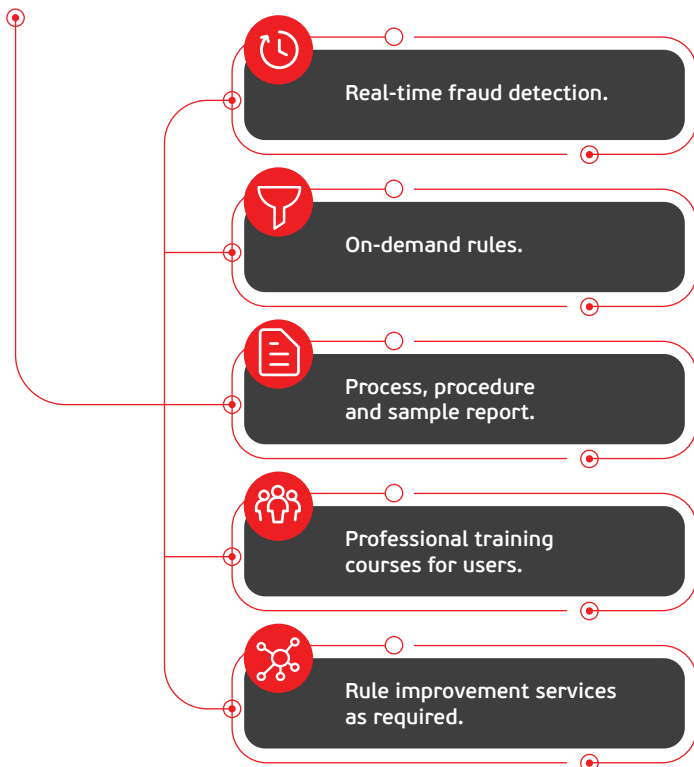 Real-time fraud detection.
On-demand rules.
Process, procedure
and sample report.
Professional training
courses for users.
Rule improvement services
as required.